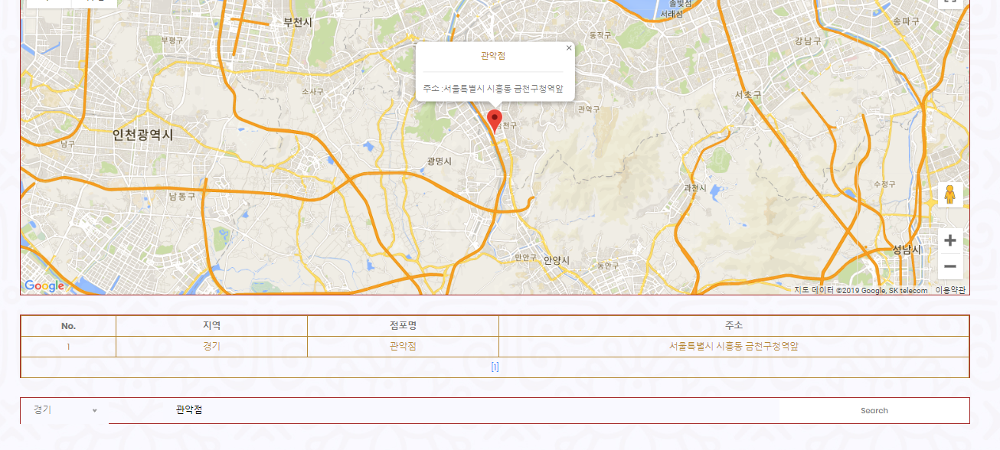 솔빛섬
서래섬
부천시
송파구
부평구
동작구
강남구
관악점
×
소사구
주소 :서울특별시 시흥동 금천구청역앞
서초구
관악구
인천광역시
남구
광명시
수정구
과천시
남동구
성남시
만안구
안양시
동안구
Google
지도 데이터 ©2019 Google, SK telecom 이용약관
No. 지역 점포명 주소
1 경기 관악점 서울특별시 시흥동 금천구청역앞
[1]
경기 관악점 Search